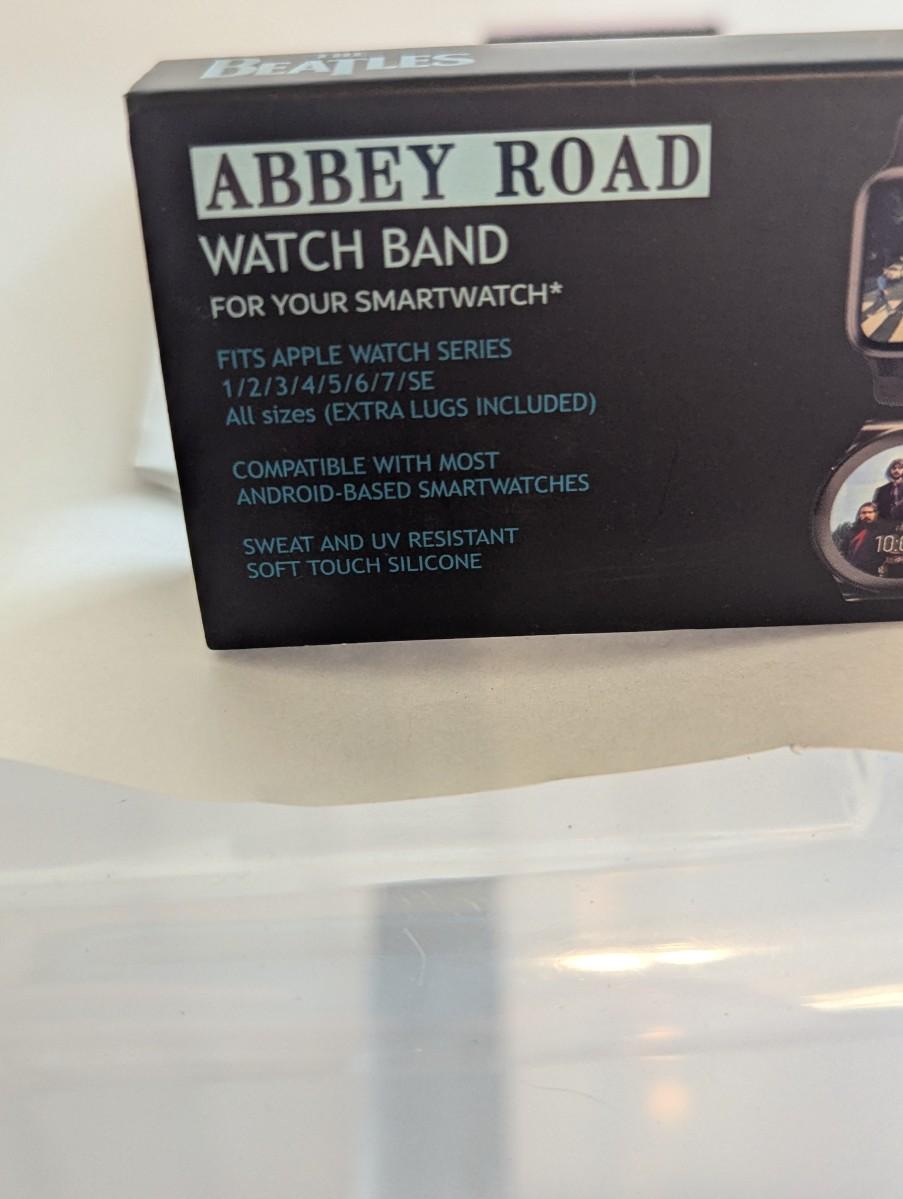 THE
BEATLES
ABBEY ROAD
WATCH BAND
FOR YOUR SMARTWATCH*
FITS APPLE WATCH SERIES
1/2/3/4/5/6/7/SE
All sizes (EXTRA LUGS INCLUDED)
COMPATIBLE WITH MOST
ANDROID-BASED SMARTWATCHES
SWEAT AND UV RESISTANT
SOFT TOUCH SILICONE